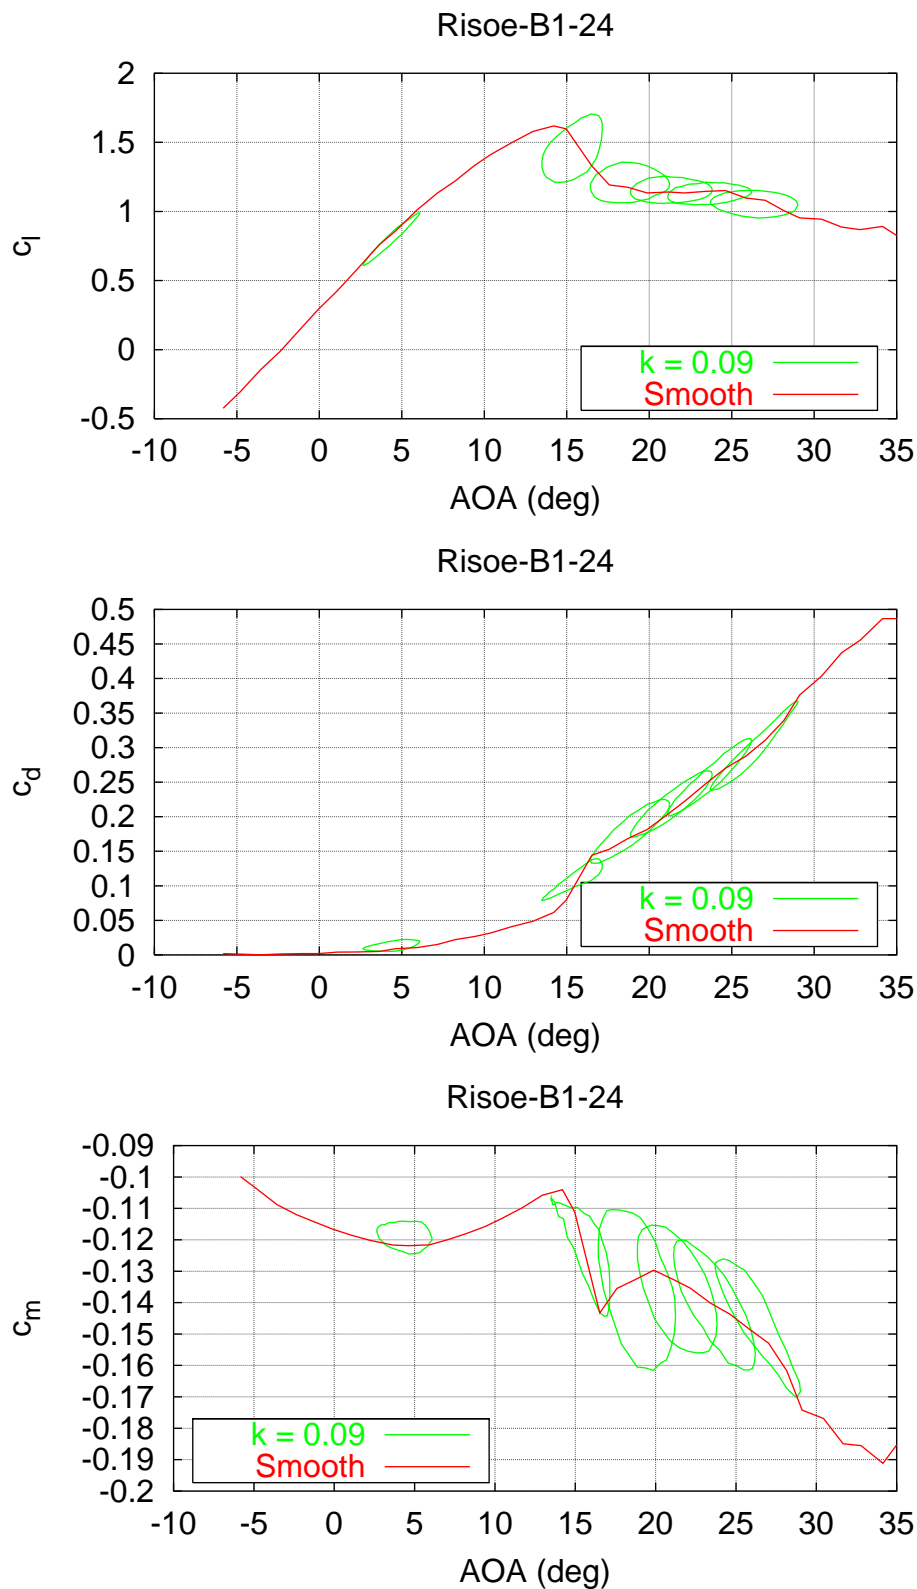 Risoe-B1-24
2
1.5
1
0.5
0
-0.5
c_l
k = 0.09
Smooth
-10 -5 0 5 10 15 20 25 30 35
AOA (deg)
Risoe-B1-24
0.5
0.45
0.4
0.35
0.3
0.25
0.2
0.15
0.1
0.05
0
c_d
k = 0.09
Smooth
-10 -5 0 5 10 15 20 25 30 35
AOA (deg)
Risoe-B1-24
-0.09
-0.1
-0.11
-0.12
-0.13
-0.14
-0.15
-0.16
-0.17
-0.18
-0.19
-0.2
c_m
k = 0.09
Smooth
-10 -5 0 5 10 15 20 25 30 35
AOA (deg)